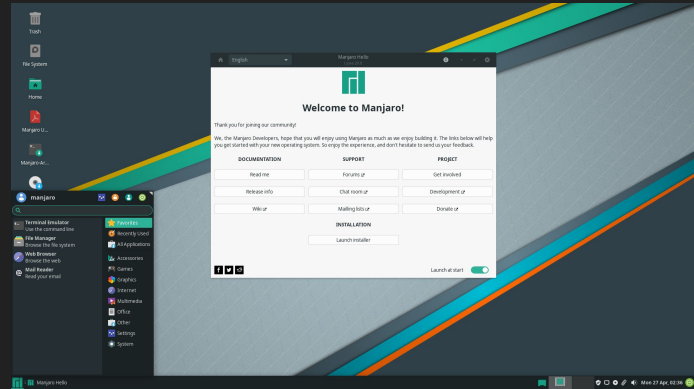 Trash
File System
Home
Manjaro U...
Manjaro-Ar...
English
Manjaro Hello
Welcome to Manjaro!
Thank you for joining our community!
We, the Manjaro Developers, hope that you will enjoy using Manjaro as much as we enjoy building it. The links below will help
you get started with your new operating system. So enjoy the experience, and don't hesitate to send us your feedback.
DOCUMENTATION
SUPPORT
PROJECT
Read me
Forums
Get involved
Release info
Chat room
Development
Wiki
Mailling lists
Donate
INSTALLATION
Launch installer
Launch at start
manjaro
Terminal Emulator
Use the command line
File Manager
Browse the file system
Web Browser
Browse the web
Mail Reader
Read your email
Favorites
Recently Used
All Applications
Accessories
Games
Graphics
Internet
Multimedia
Office
Other
Settings
System
Manjaro Hello
Mon 27 Apr, 02:36